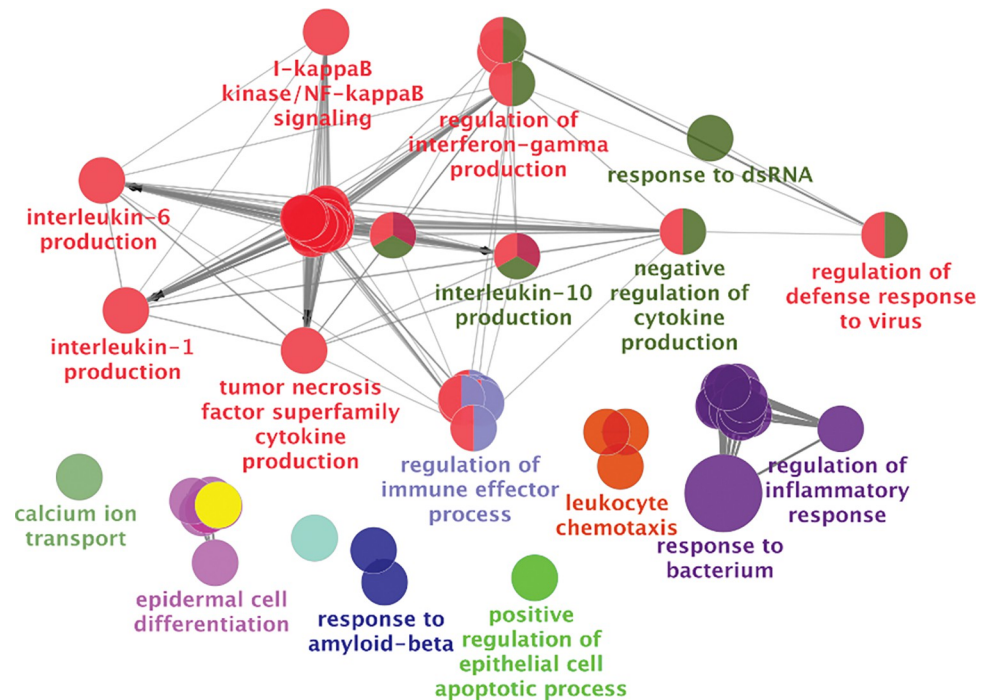 I-kappaB
kinase/NF-kappaB
signaling
regulation of
interferon-gamma
production
response to dsRNA
interleukin-6
production
interleukin-10
production
negative
regulation of
cytokine
production
regulation of
defense response
to virus
interleukin-1
production
tumor necrosis
factor superfamily
cytokine
production
regulation of
immune effector
process
leukocyte
chemotaxis
regulation of
inflammatory
response
response to
bacterium
calcium ion
transport
epidermal cell
differentiation
response to
amyloid-beta
positive
regulation of
epithelial cell
apoptotic process